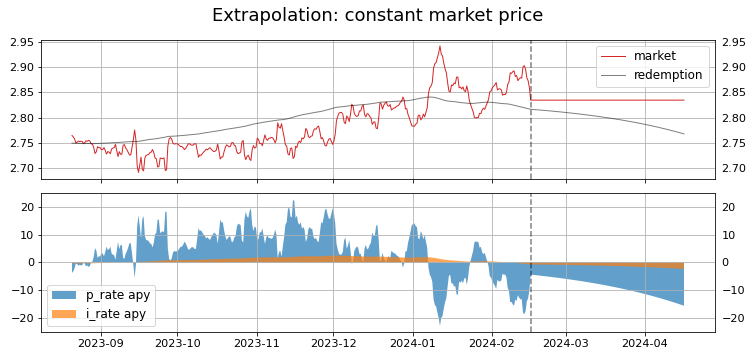 Extrapolation: constant market price
2.95 2.95
2.90 2.90
2.85 2.85
2.80 2.80
2.75 2.75
2.70 2.70
market
redemption
20 20
10 10
0 0
−10 −10
−20 −20
p_rate apy
i_rate apy
2023-09 2023-10 2023-11 2023-12 2024-01 2024-02 2024-03 2024-04